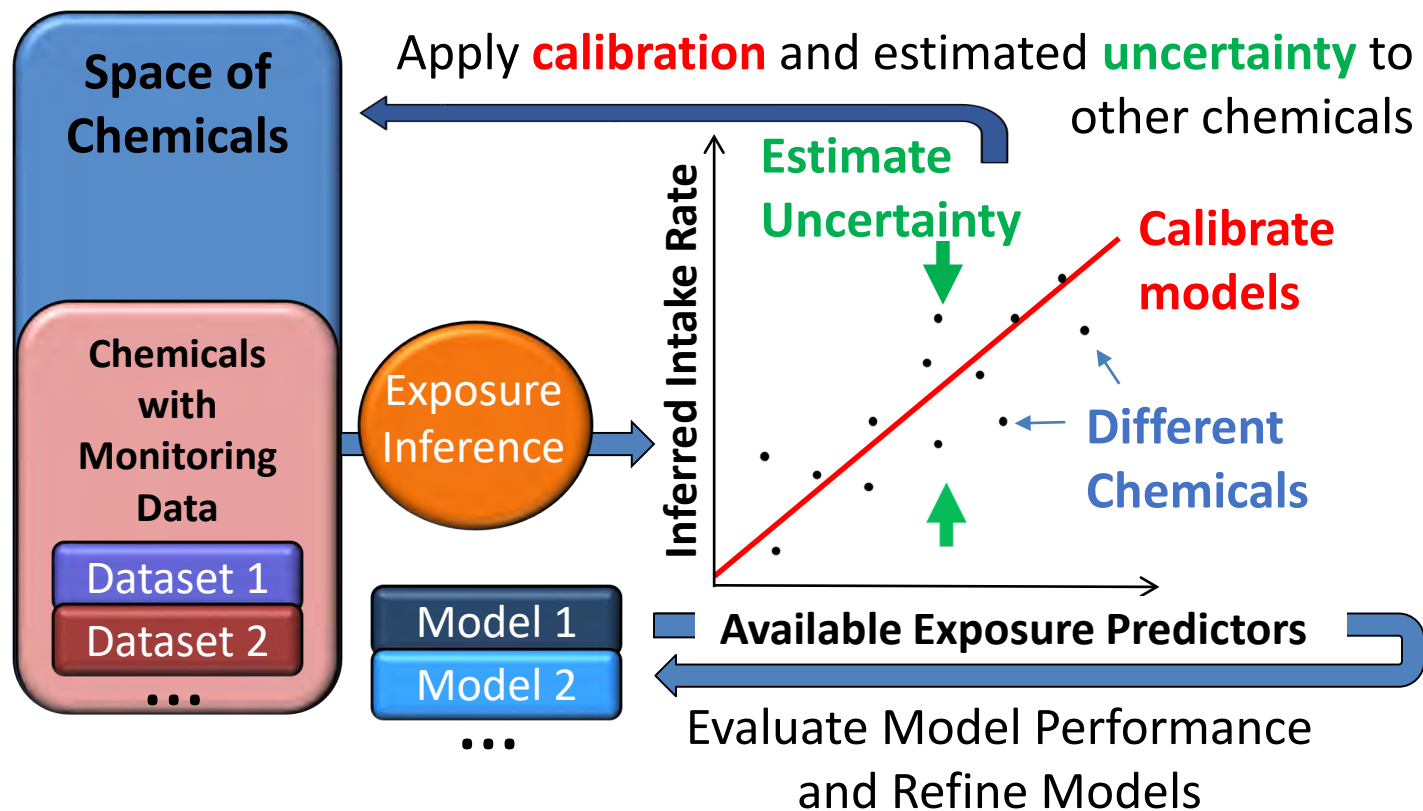 Space of
Chemicals
Apply calibration and estimated uncertainty to
other chemicals
Chemicals
with
Monitoring
Data
Dataset 1
Dataset 2
...
Exposure
Inference
Model 1
Model 2
...
Inferred Intake Rate
Estimate
Uncertainty
Calibrate
models
Different
Chemicals
Available Exposure Predictors
Evaluate Model Performance
and Refine Models